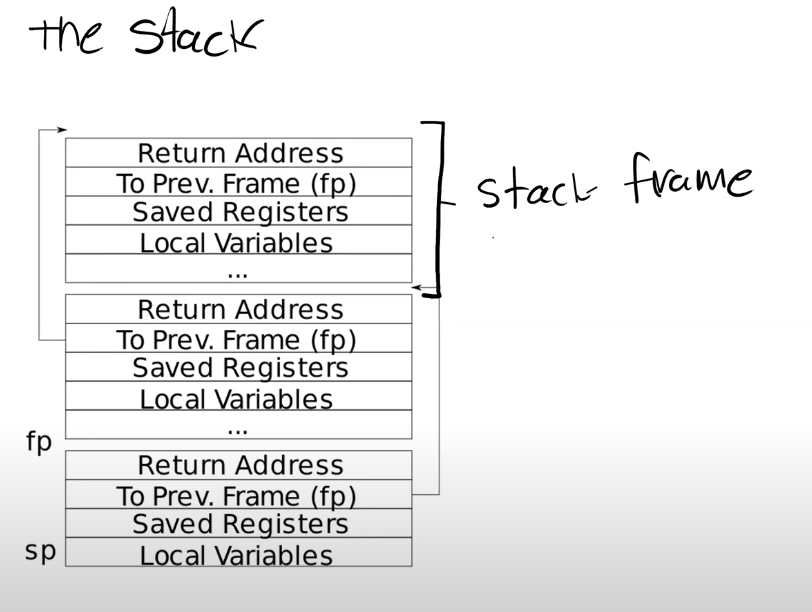 the Stack
Return Address
To Prev. Frame (fp)
Saved Registers
Local Variables
...
stack frame
Return Address
To Prev. Frame (fp)
Saved Registers
Local Variables
...
fp
Return Address
To Prev. Frame (fp)
Saved Registers
sp
Local Variables